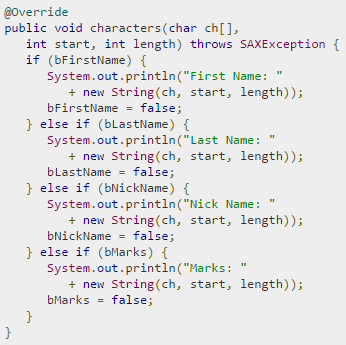 @Override
public void characters(char ch[],
   int start, int length) throws SAXException {
   if (bFirstName) {
      System.out.println("First Name: "
         + new String(ch, start, length));
      bFirstName = false;
   } else if (bLastName) {
      System.out.println("Last Name: "
         + new String(ch, start, length));
      bLastName = false;
   } else if (bNickName) {
      System.out.println("Nick Name: "
         + new String(ch, start, length));
      bNickName = false;
   } else if (bMarks) {
      System.out.println("Marks: "
         + new String(ch, start, length));
      bMarks = false;
   }
}